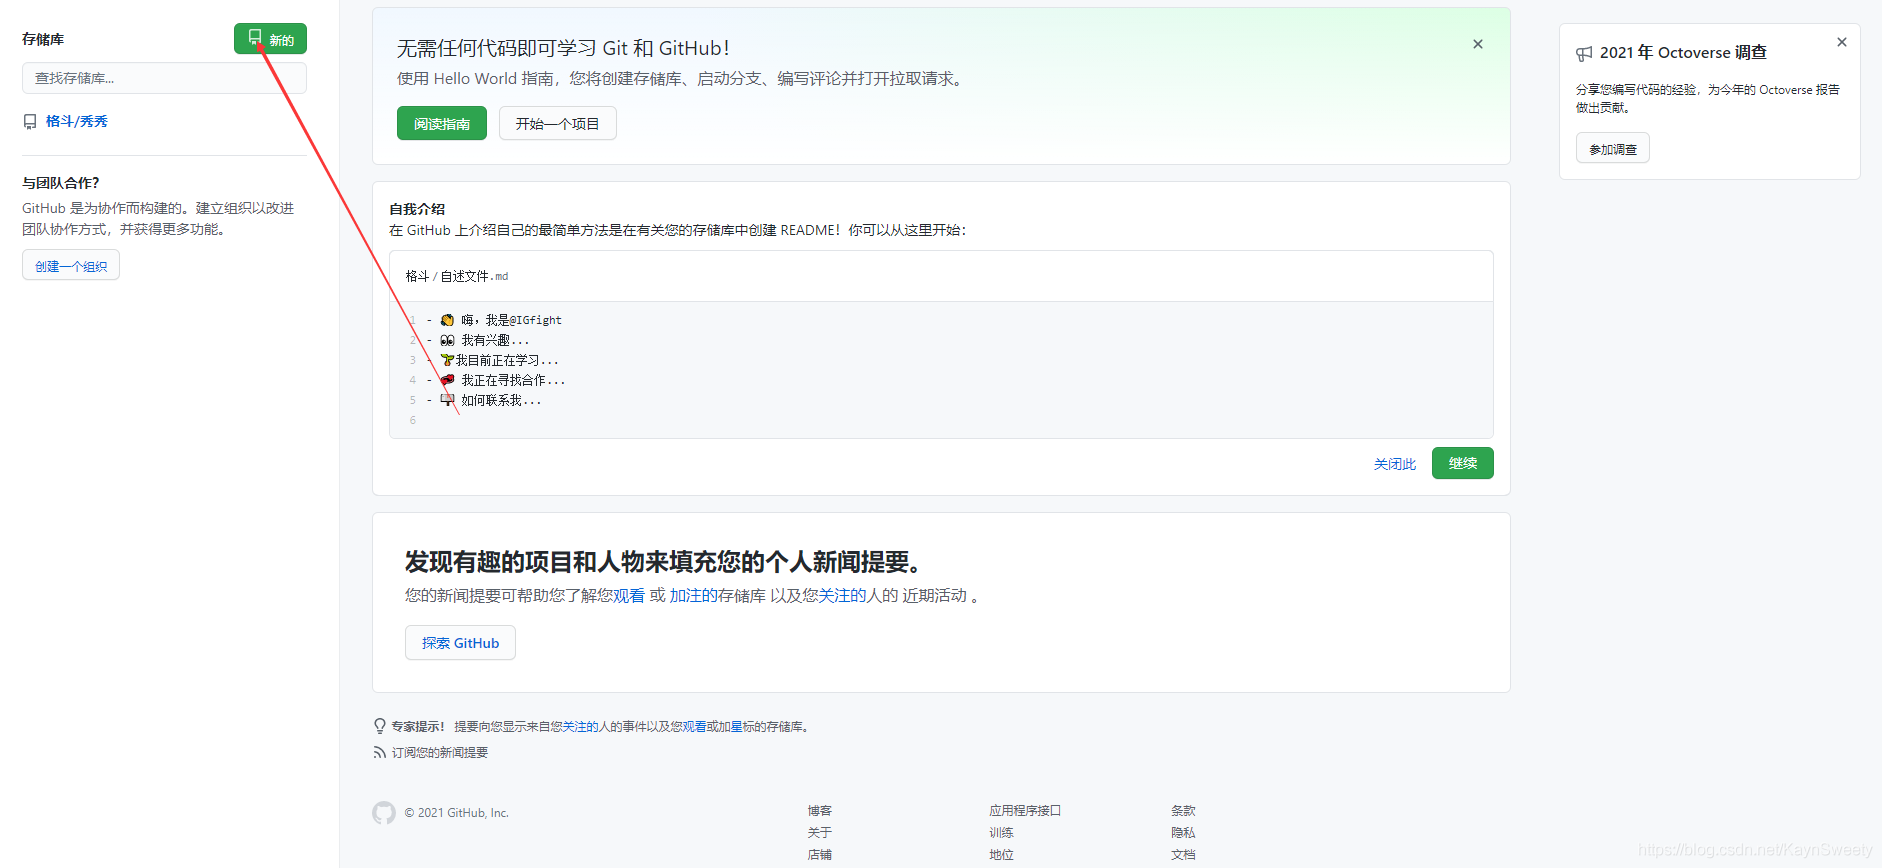 存储库
新的
查找存储库...
格斗/秀秀
与团队合作？
GitHub 是为协作而构建的。建立组织以改进
团队协作方式，并获得更多功能。
创建一个组织
无需任何代码即可学习 Git 和 GitHub！
使用 Hello World 指南，您将创建存储库、启动分支、编写评论并打开拉取请求。
阅读指南
开始一个项目
自我介绍
在 GitHub 上介绍自己的最简单方法是在有关您的存储库中创建 README！你可以从这里开始：
格斗 / 自述文件.md
1 - 👋 嗨，我是@IGfight
2 - 👀 我有兴趣...
3 - 🌱我目前正在学习...
4 - 💞️ 我正在寻找合作...
5 - 📫 如何联系我...
6
关闭此
继续
发现有趣的项目和人物来填充您的个人新闻提要。
您的新闻提要可帮助您了解您观看 或 加注的存储库 以及您关注的人的 近期活动 。
探索 GitHub
专家提示！ 提要向您显示来自您关注的人的事件以及您观看或加星标的存储库。
订阅您的新闻提要
© 2021 GitHub, Inc.
博客
关于
店铺
应用程序接口
训练
地位
条款
隐私
文档
2021 年 Octoverse 调查
分享您编写代码的经验，为今年的 Octoverse 报告
做出贡献。
参加调查
https://blog.csdn.net/KaynSweety